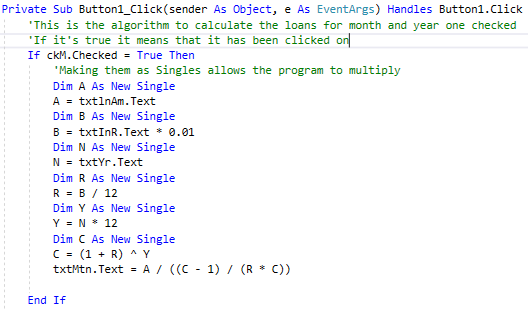 Private Sub Button1_Click(sender As Object, e As EventArgs) Handles Button1.Click
'This is the algorithm to calculate the loans for month and year one checked
'If it's true it means that it has been clicked on
If ckM.Checked = True Then
'Making them as Singles allows the program to multiply
Dim A As New Single
A = txtlnAm.Text
Dim B As New Single
B = txtInR.Text * 0.01
Dim N As New Single
N = txtYr.Text
Dim R As New Single
R = B / 12
Dim Y As New Single
Y = N * 12
Dim C As New Single
C = (1 + R) ^ Y
txtMtn.Text = A / ((C - 1) / (R * C))
End If